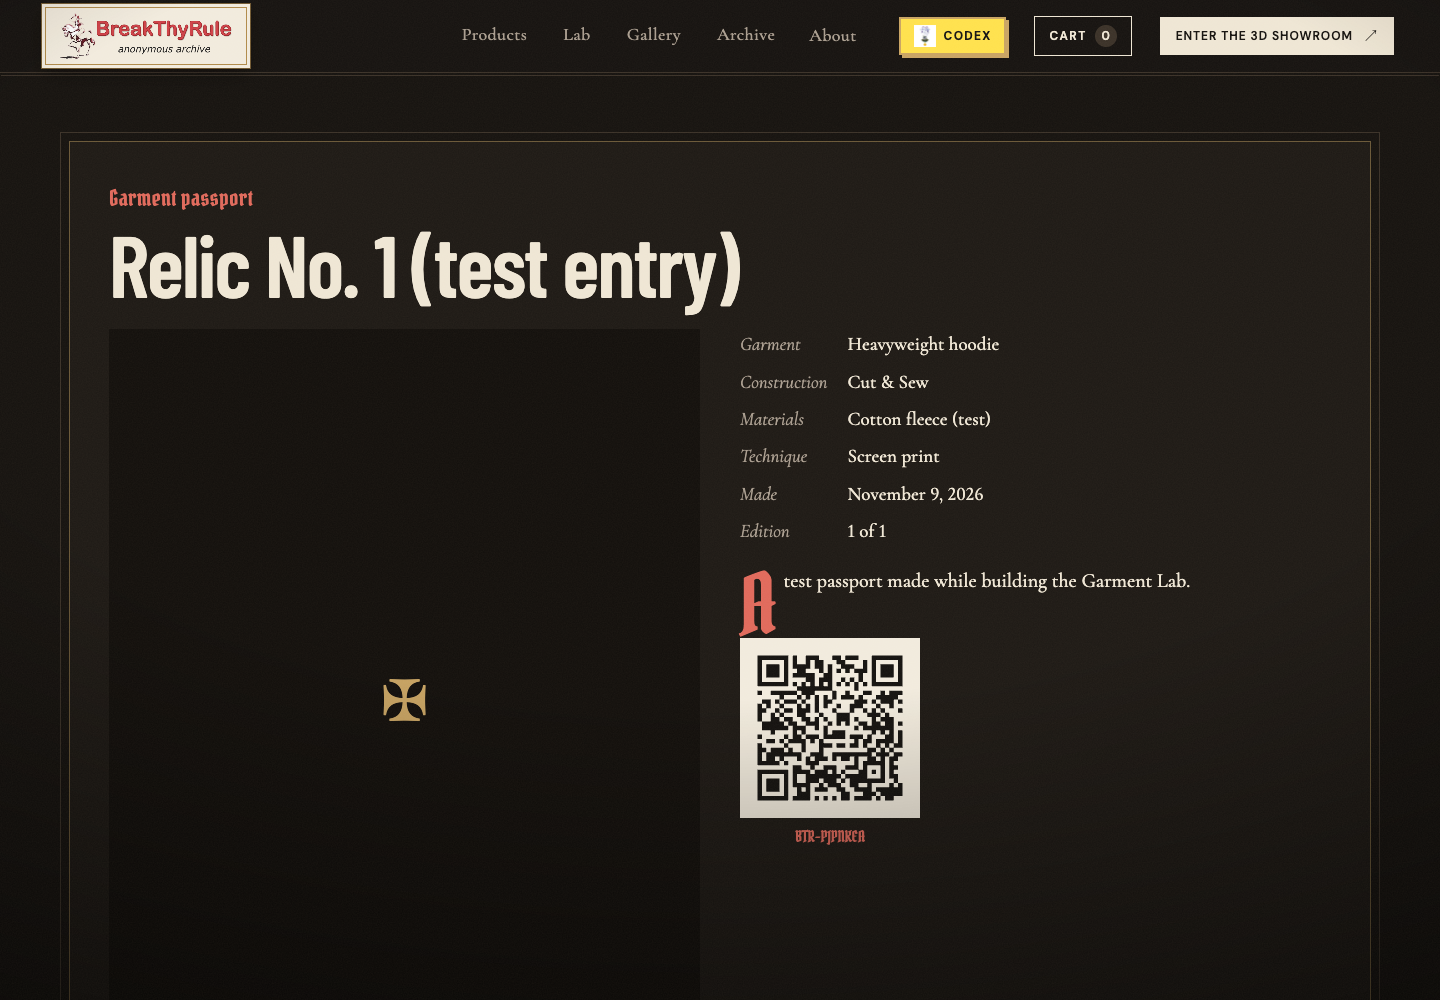 BreakThyRule
anonymous archive
Products
Lab
Gallery
Archive
About
CODEX
CART 0
ENTER THE 3D SHOWROOM
Garment passport
Relic No. 1 (test entry)
Garment Heavyweight hoodie
Construction Cut & Sew
Materials Cotton fleece (test)
Technique Screen print
Made November 9, 2026
Edition 1 of 1
A test passport made while building the Garment Lab.
BTR-PJPNKCA